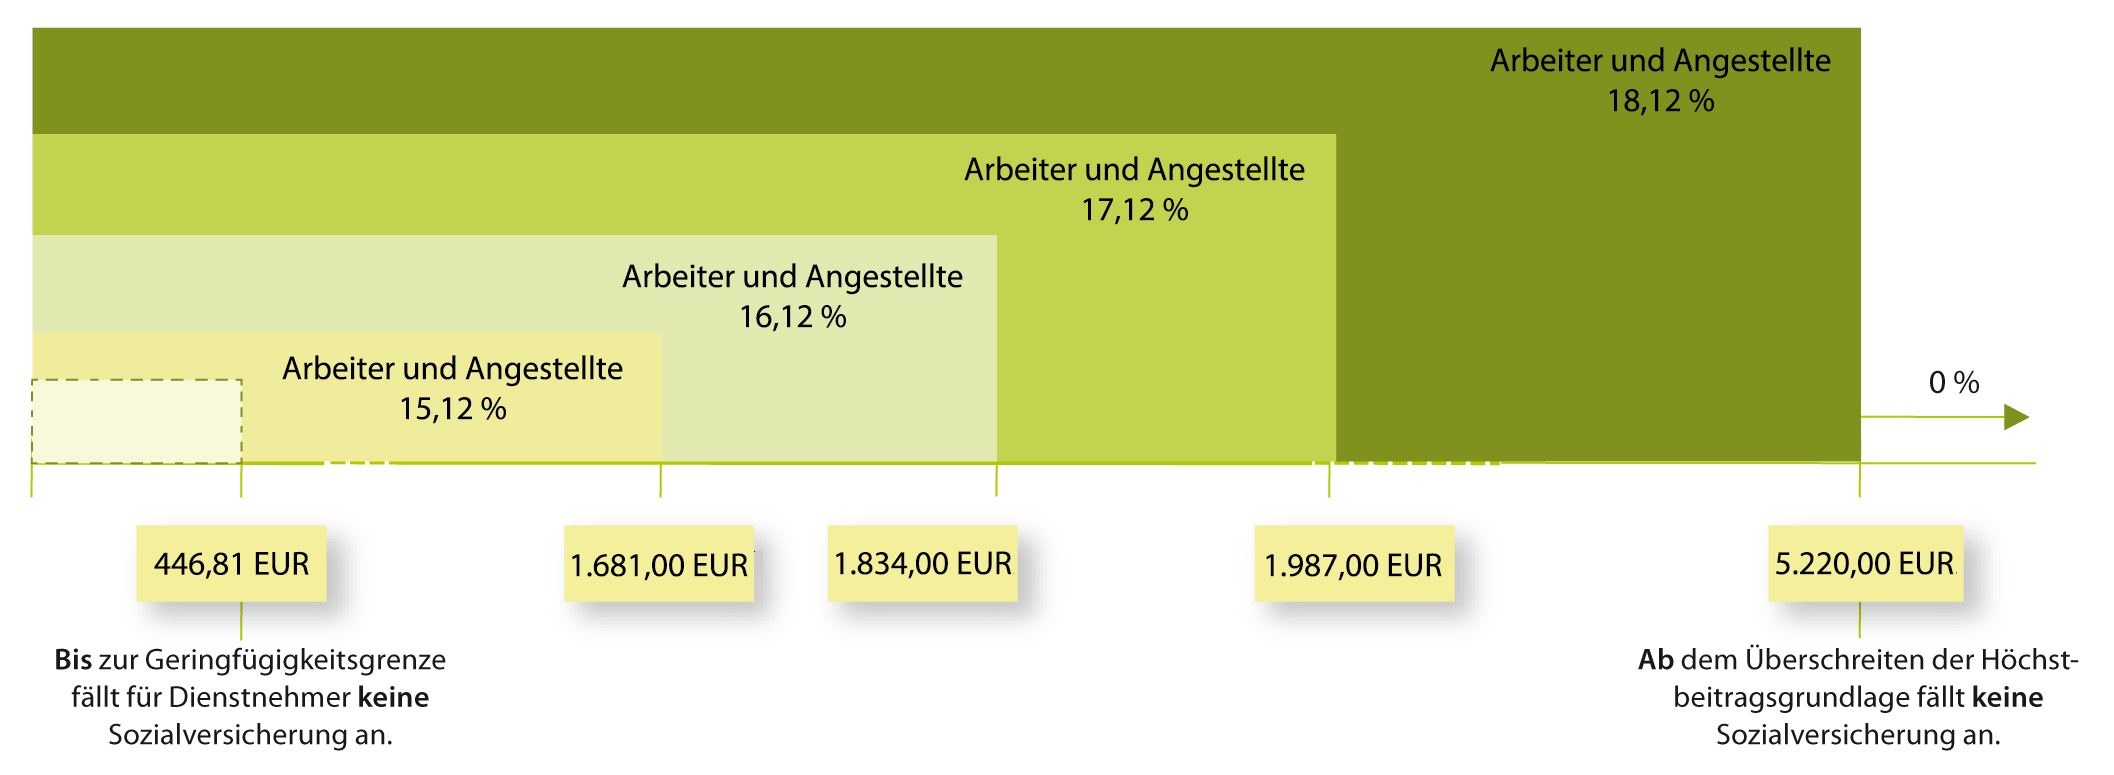 Arbeiter und Angestellte
18,12 %
Arbeiter und Angestellte
17,12 %
Arbeiter und Angestellte
16,12 %
Arbeiter und Angestellte
15,12 %
0 %
446,81 EUR
1.681,00 EUR
1.834,00 EUR
1.987,00 EUR
5.220,00 EUR
Bis zur Geringfügigkeitsgrenze
fällt für Dienstnehmer keine
Sozialversicherung an.
Ab dem Überschreiten der Höchst-
beitragsgrundlage fällt keine
Sozialversicherung an.